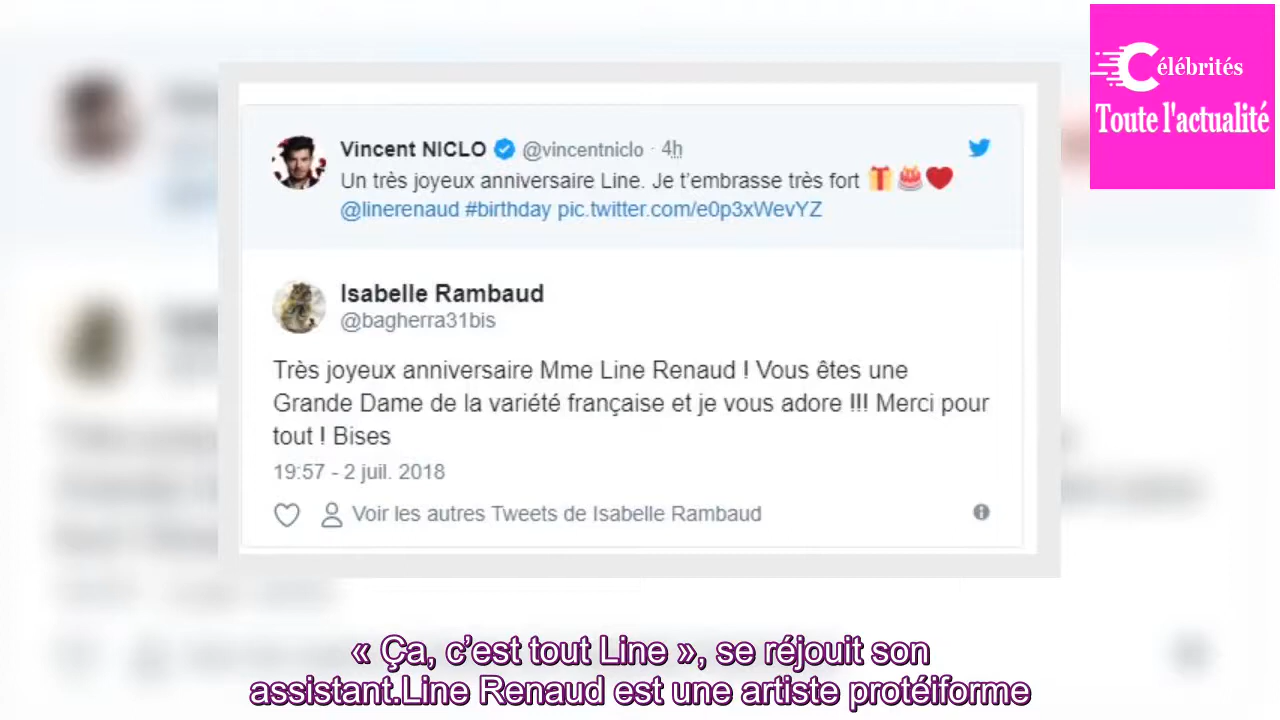 Célébrités
Toute l'actualité
Vincent NICLO @vincentniclo · 4h
Un très joyeux anniversaire Line. Je t’embrasse très fort 🎁🎂❤️
@linerenaud #birthday pic.twitter.com/e0p3xWevYZ
Isabelle Rambaud
@bagherra31bis
Très joyeux anniversaire Mme Line Renaud ! Vous êtes une
Grande Dame de la variété française et je vous adore !!! Merci pour
tout ! Bises
19:57 - 2 juil. 2018
Voir les autres Tweets de Isabelle Rambaud
« Ça, c’est tout Line », se réjouit son
assistant.Line Renaud est une artiste protéiforme